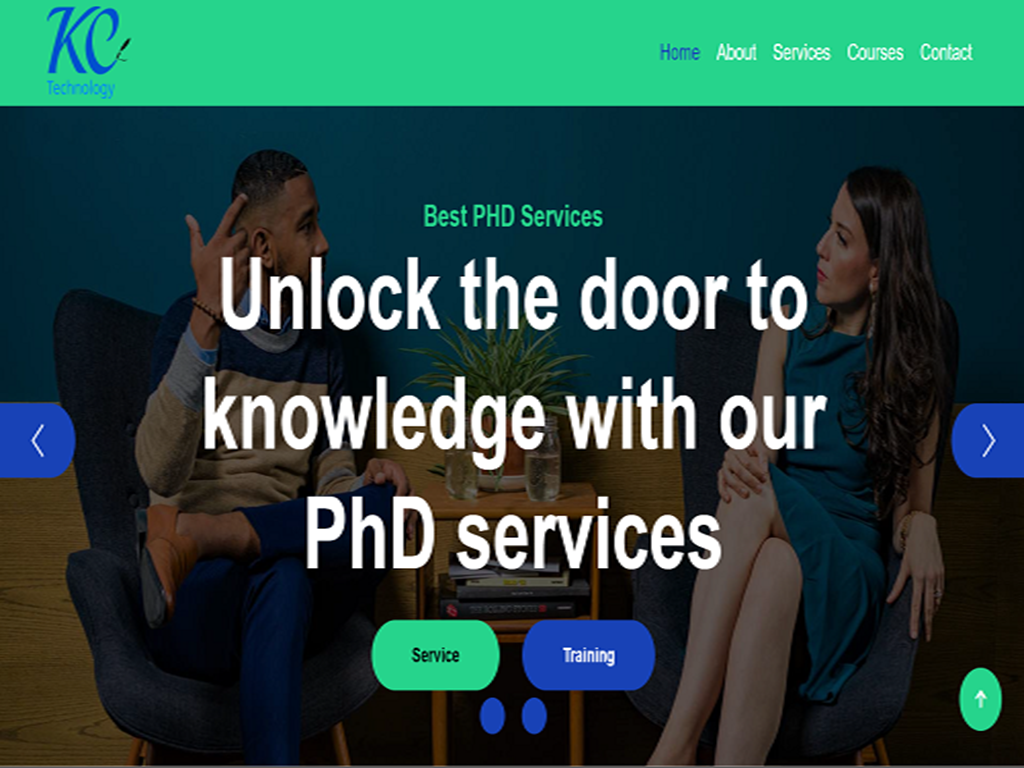 KC
Technology
Home About Services Courses Contact
Best PHD Services
Unlock the door to
knowledge with our
PhD services
Service Training